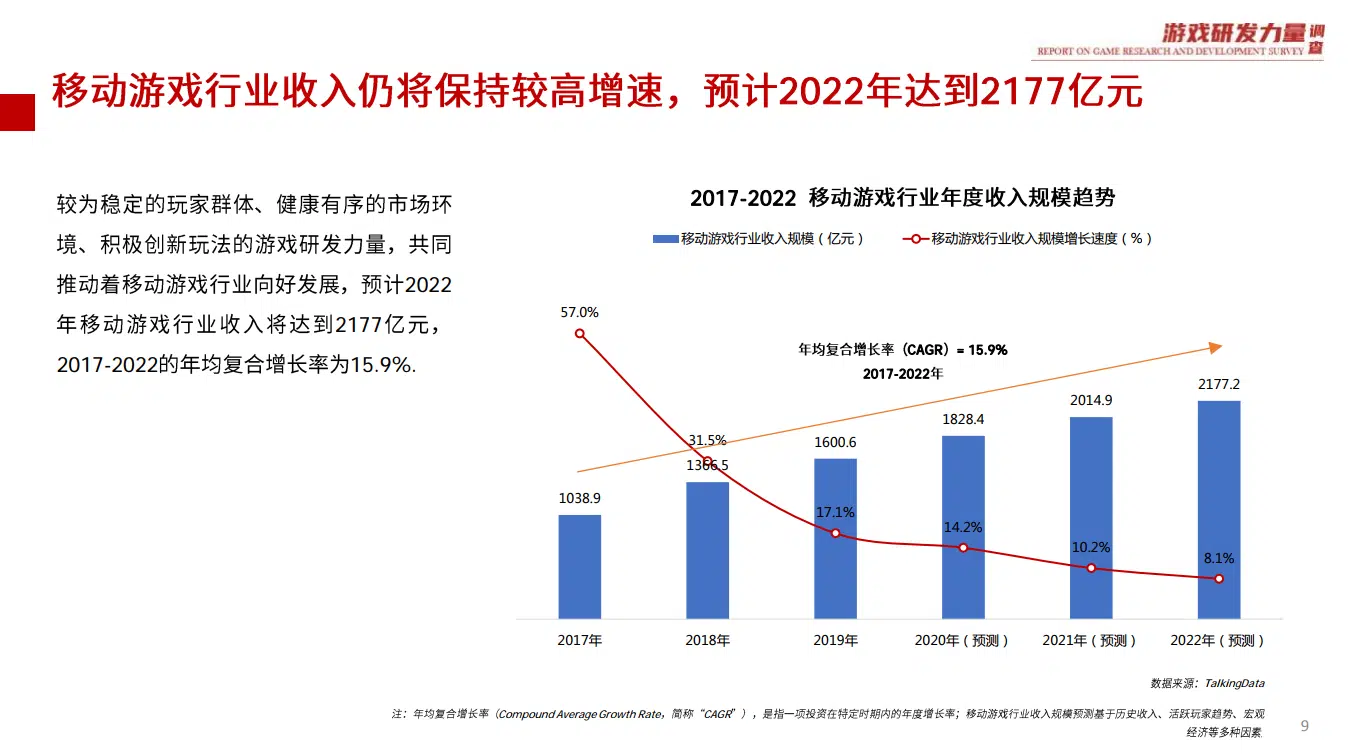 游戏研发力量调查
REPORT ON GAME RESEARCH AND DEVELOPMENT SURVEY
移动游戏行业收入仍将保持较高增速，预计2022年达到2177亿元
较为稳定的玩家群体、健康有序的市场环
境、积极创新玩法的游戏研发力量，共同
推动着移动游戏行业向好发展，预计2022
年移动游戏行业收入将达到2177亿元，
2017-2022的年均复合增长率为15.9%.
2017-2022 移动游戏行业年度收入规模趋势
移动游戏行业收入规模（亿元）
移动游戏行业收入规模增长速度（%）
57.0%
年均复合增长率（CAGR）= 15.9%
2017-2022年
31.5%
17.1%
14.2%
10.2%
8.1%
1038.9
1366.5
1600.6
1828.4
2014.9
2177.2
2017年
2018年
2019年
2020年（预测）
2021年（预测）
2022年（预测）
数据来源：TalkingData
注：年均复合增长率（Compound Average Growth Rate，简称“CAGR”），是指一项投资在特定时期内的年度增长率；移动游戏行业收入规模预测基于历史收入、活跃玩家趋势、宏观
经济等多种因素.
9